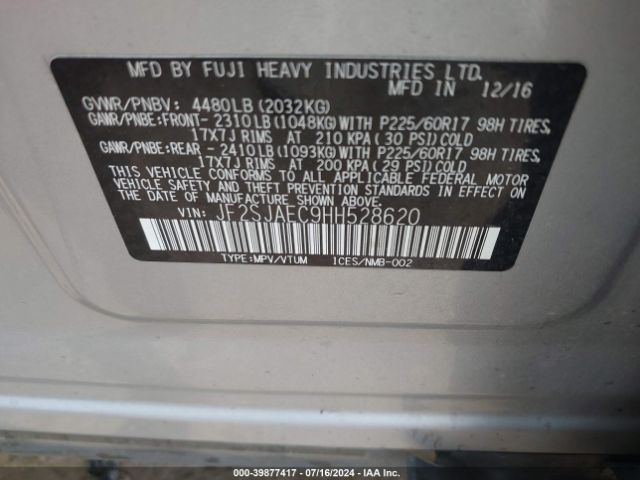 MFD BY FUJI HEAVY INDUSTRIES LTD.
MFD IN 12/16
GVWR/PNBV: 4480LB (2032KG)
GAWR/PNBE:FRONT- 2310LB (1048KG)WITH P225/60R17 98H TIRES,
17X7J RIMS AT 210 KPA (30 PSI)COLD
GAWR/PNBE:REAR - 2410LB (1093KG)WITH P225/60R17 98H TIRES,
17X7J RIMS AT 200 KPA (29 PSI)COLD
THIS VEHICLE CONFORMS TO ALL APPLICABLE FEDERAL MOTOR
VEHICLE SAFETY AND THEFT PREVENTION STANDARDS IN EFFECT
ON THE DATE OF MANUFACTURE SHOWN ABOVE.
VIN: JF2SJAEC9HH528620
TYPE:MPV/VTUM ICES/NMB-002
000-39877417 - 07/16/2024 - IAA Inc.